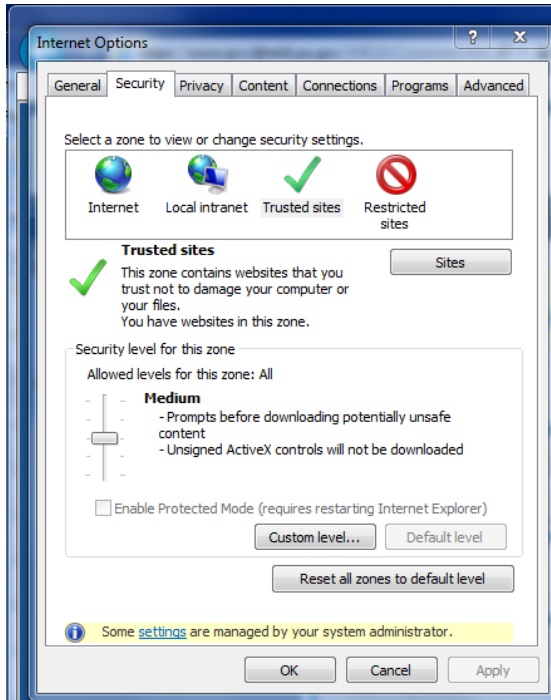 Internet Options
General Security Privacy Content Connections Programs Advanced
Select a zone to view or change security settings.
Internet Local intranet Trusted sites Restricted sites
Trusted sites
Sites
This zone contains websites that you
trust not to damage your computer or
your files.
You have websites in this zone.
Security level for this zone
Allowed levels for this zone: All
Medium
- Prompts before downloading potentially unsafe
content
- Unsigned ActiveX controls will not be downloaded
Enable Protected Mode (requires restarting Internet Explorer)
Custom level... Default level
Reset all zones to default level
Some settings are managed by your system administrator.
OK Cancel Apply